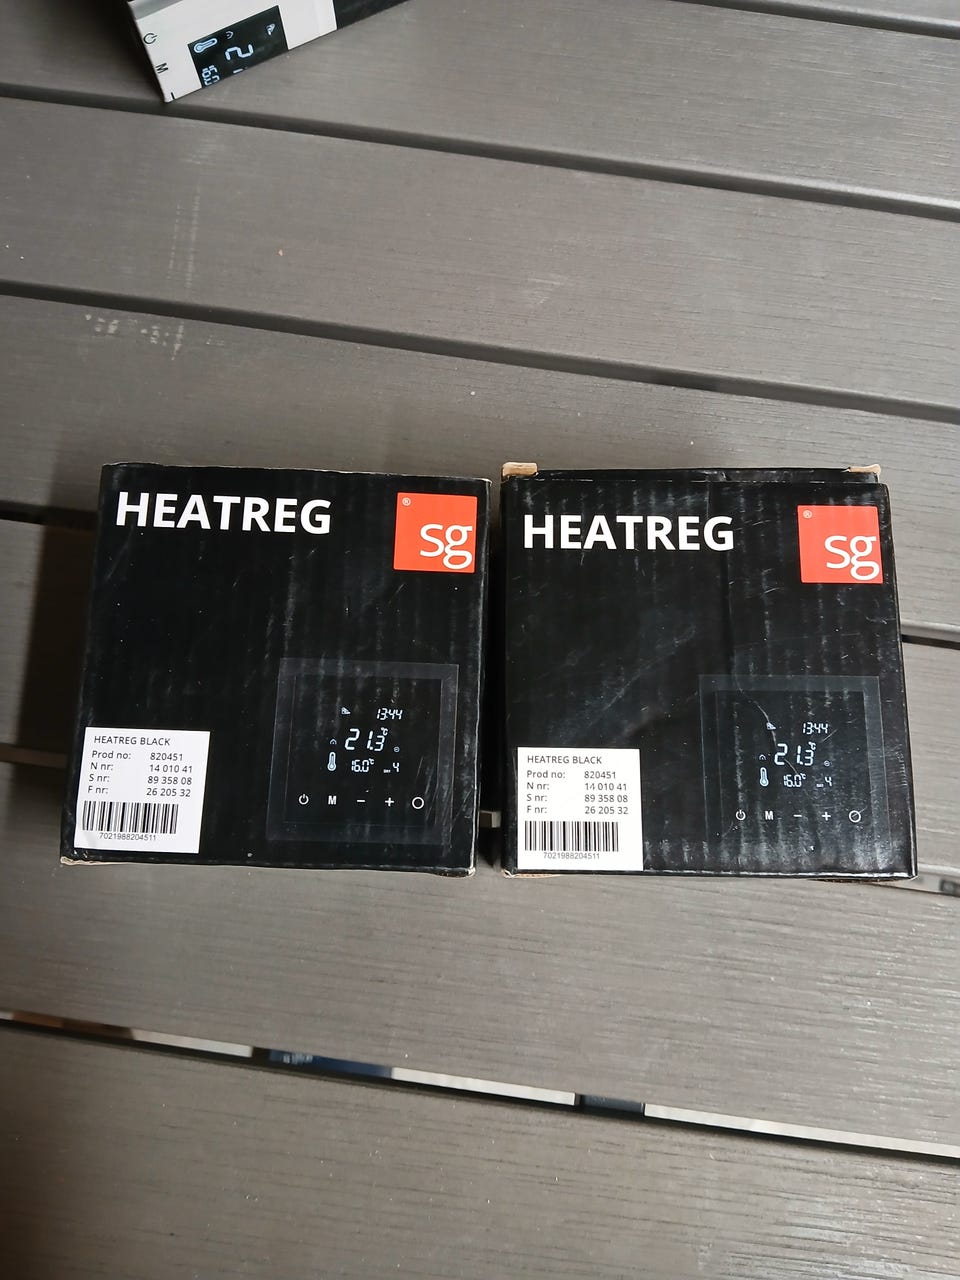 M
HEATREG
® sg
13:44
21.3°C
16.0°C 4
M − +
HEATREG BLACK
Prod no: 820451
N nr: 14 010 41
S nr: 89 358 08
F nr: 26 205 32
7021988204511
HEATREG
® sg
13:44
21.3°C
16.0°C 4
M − +
HEATREG BLACK
Prod no: 820451
N nr: 14 010 41
S nr: 89 358 08
F nr: 26 205 32
7021988204511